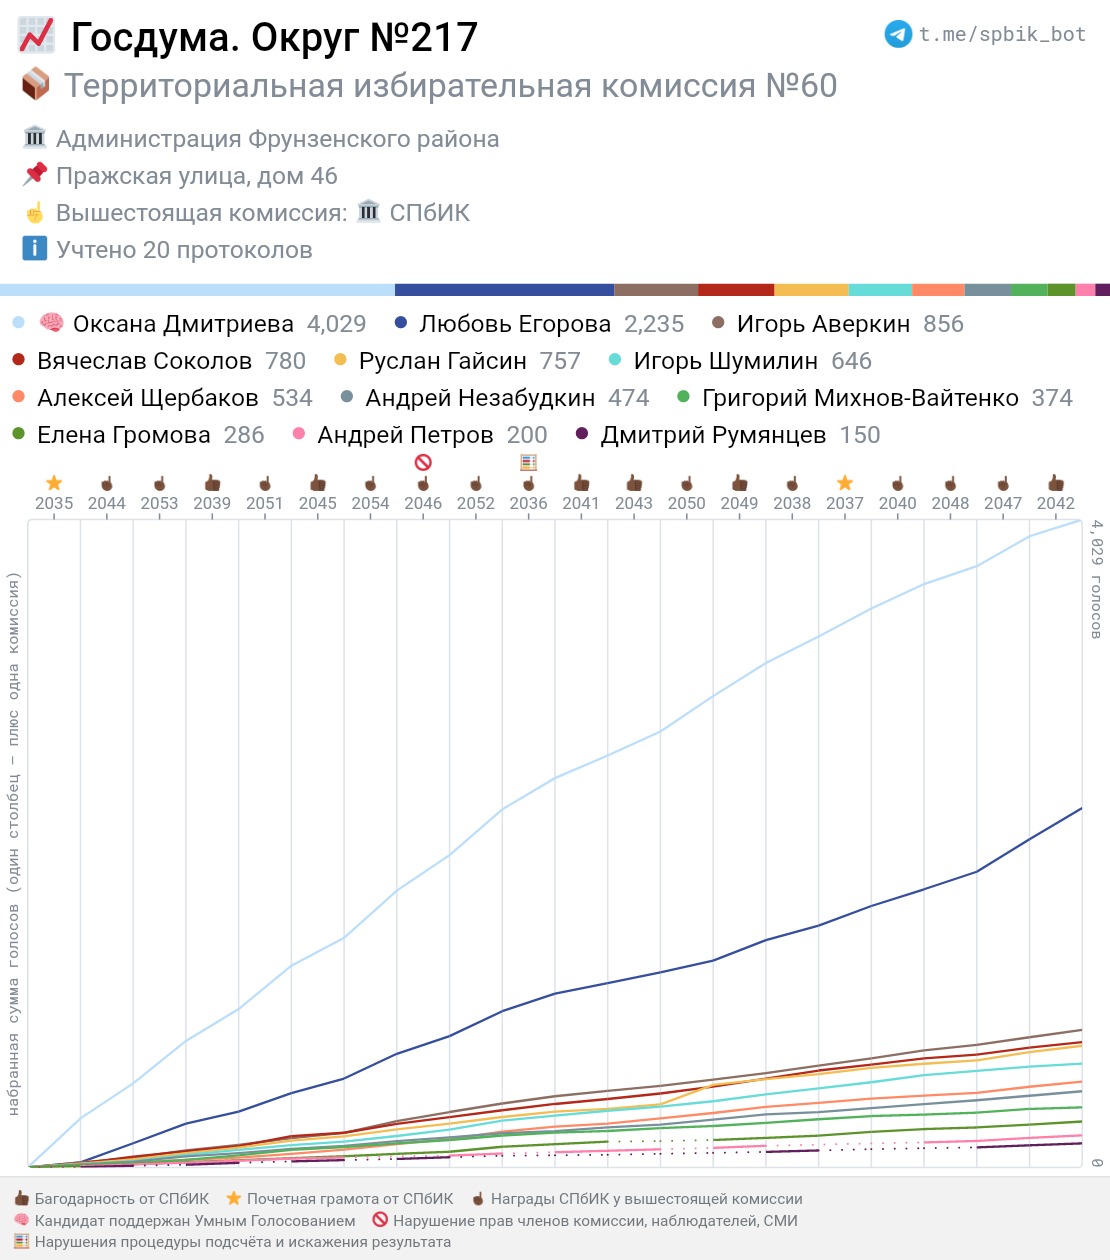 Госдума. Округ №217
t.me/spbik_bot
Территориальная избирательная комиссия №60
Администрация Фрунзенского района
Пражская улица, дом 46
Вышестоящая комиссия: СПбИК
Учтено 20 протоколов
Оксана Дмитриева 4,029 Любовь Егорова 2,235 Игорь Аверкин 856
Вячеслав Соколов 780 Руслан Гайсин 757 Игорь Шумилин 646
Алексей Щербаков 534 Андрей Незабудкин 474 Григорий Михнов-Вайтенко 374
Елена Громова 286 Андрей Петров 200 Дмитрий Румянцев 150
2035 2044 2053 2039 2051 2045 2054 2046 2052 2036 2041 2043 2050 2049 2038 2037 2040 2048 2047 2042
набранная сумма голосов (один столбец — плюс одна комиссия)
4,029 голосов
0
Багодарность от СПбИК Почетная грамота от СПбИК Награды СПбИК у вышестоящей комиссии
Кандидат поддержан Умным Голосованием Нарушение прав членов комиссии, наблюдателей, СМИ
Нарушения процедуры подсчёта и искажения результата